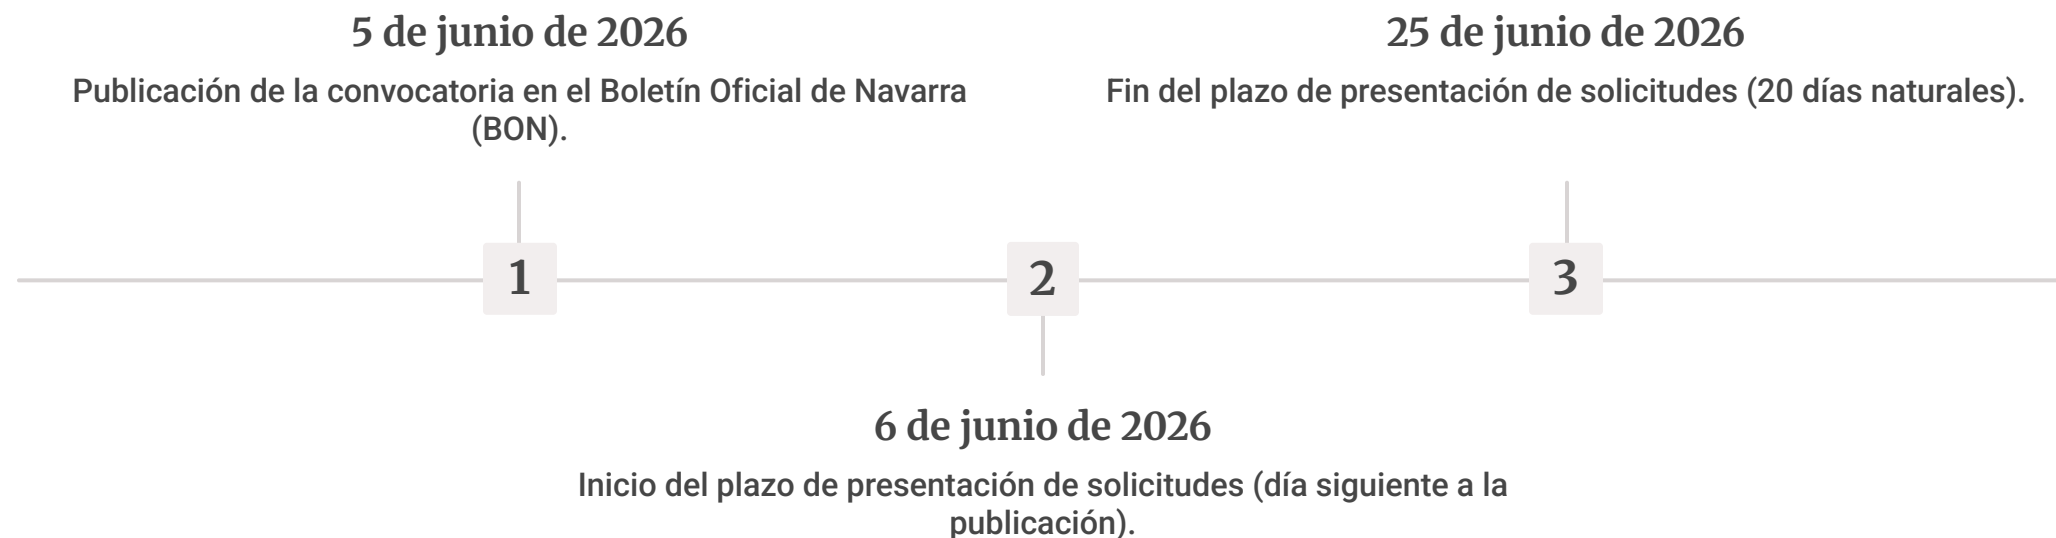 5 de junio de 2026
Publicación de la convocatoria en el Boletín Oficial de Navarra
(BON).
25 de junio de 2026
Fin del plazo de presentación de solicitudes (20 días naturales).
1
2
3
6 de junio de 2026
Inicio del plazo de presentación de solicitudes (día siguiente a la
publicación).